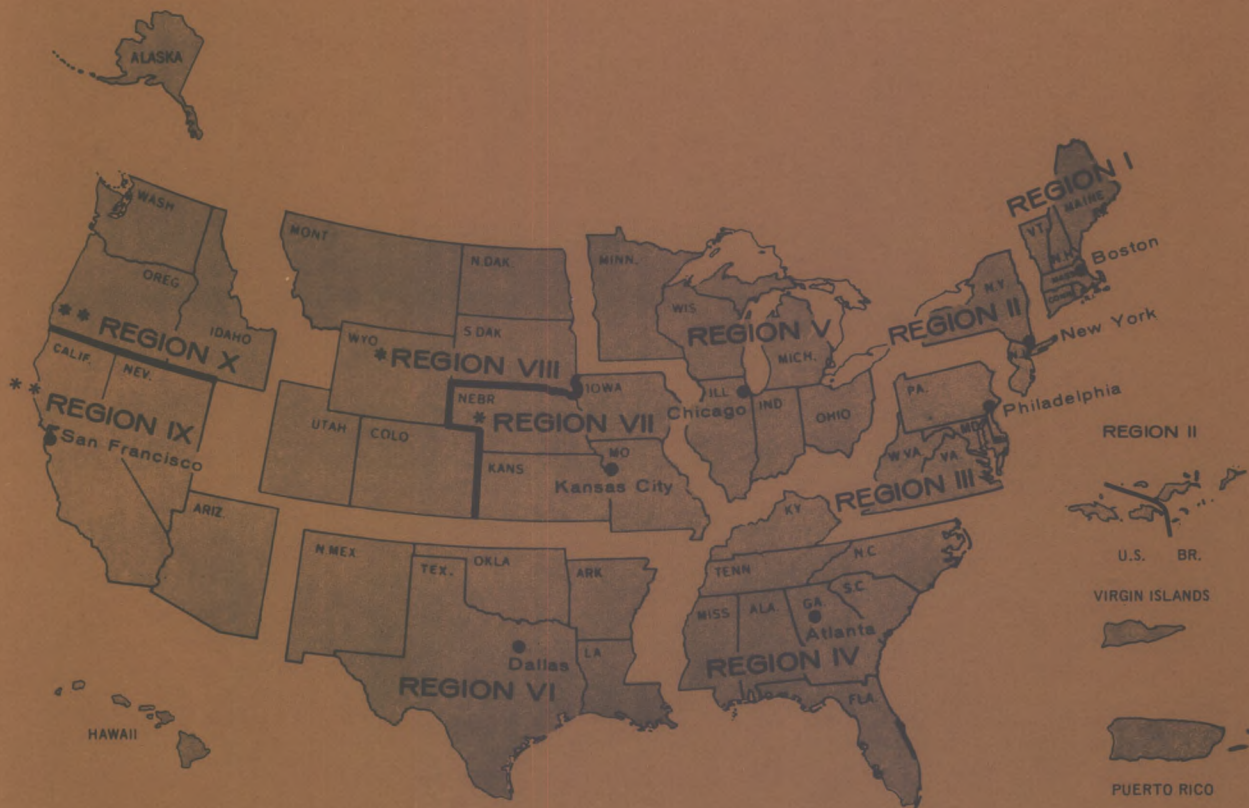 ALASKA
REGION I
MAINE
VT.
N.H.
MASS
CONN.
Boston
WASH
OREG
IDAHO
** REGION X
MONT
N.DAK.
S.DAK
WYO
*REGION VIII
UTAH
COLO
MINN.
WIS
MICH.
REGION V
ILL
IND
OHIO
Chicago
N.Y.
REGION II
New York
CALIF.
NEV.
** REGION IX
San Francisco
ARIZ.
NEBR
IOWA
* REGION VII
KANS
MO
Kansas City
PA.
Philadelphia
MD
W.VA
VA.
REGION III
REGION II
U.S. BR.
VIRGIN ISLANDS
N.MEX
TEX.
OKLA
ARK
LA
Dallas
REGION VI
KY
TENN
N.C.
S.C.
MISS
ALA.
GA.
Atlanta
REGION IV
FLA
HAWAII
PUERTO RICO